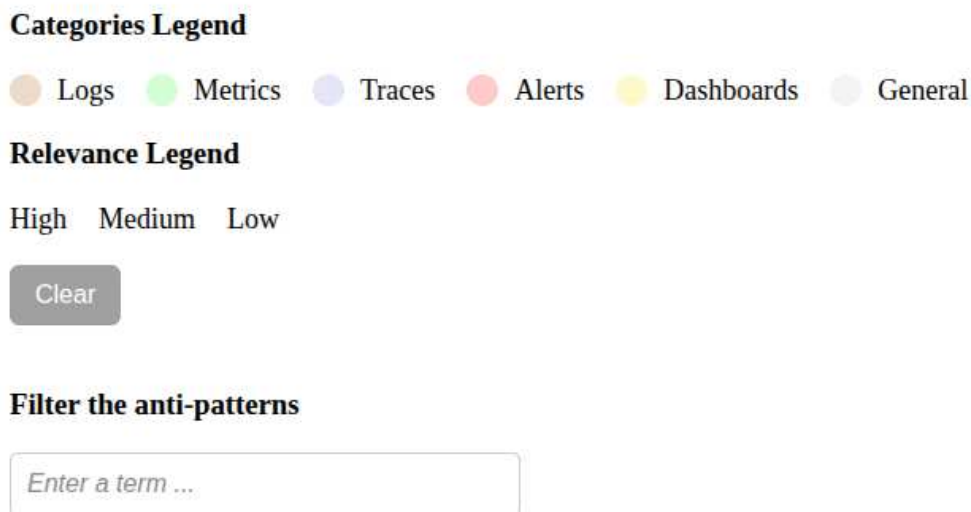 Categories Legend
Logs Metrics Traces Alerts Dashboards General
Relevance Legend
High Medium Low
Clear
Filter the anti-patterns
Enter a term ...